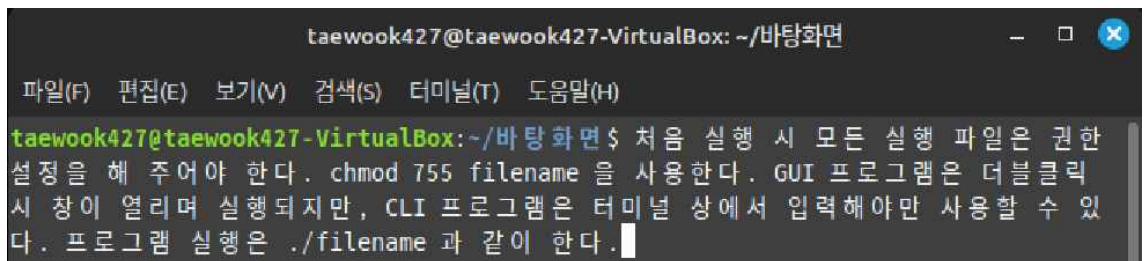 taewook427@taewook427-VirtualBox: ~/바탕화면
파일(F) 편집(E) 보기(V) 검색(S) 터미널(T) 도움말(H)
taewook427@taewook427-VirtualBox:~/바탕화면$ 처음 실행 시 모든 실행 파일은 권한
설정을 해 주어야 한다. chmod 755 filename 을 사용한다. GUI 프로그램은 더블클릭
시 창이 열리며 실행되지만, CLI 프로그램은 터미널 상에서 입력해야만 사용할 수 있
다. 프로그램 실행은 ./filename 과 같이 한다.